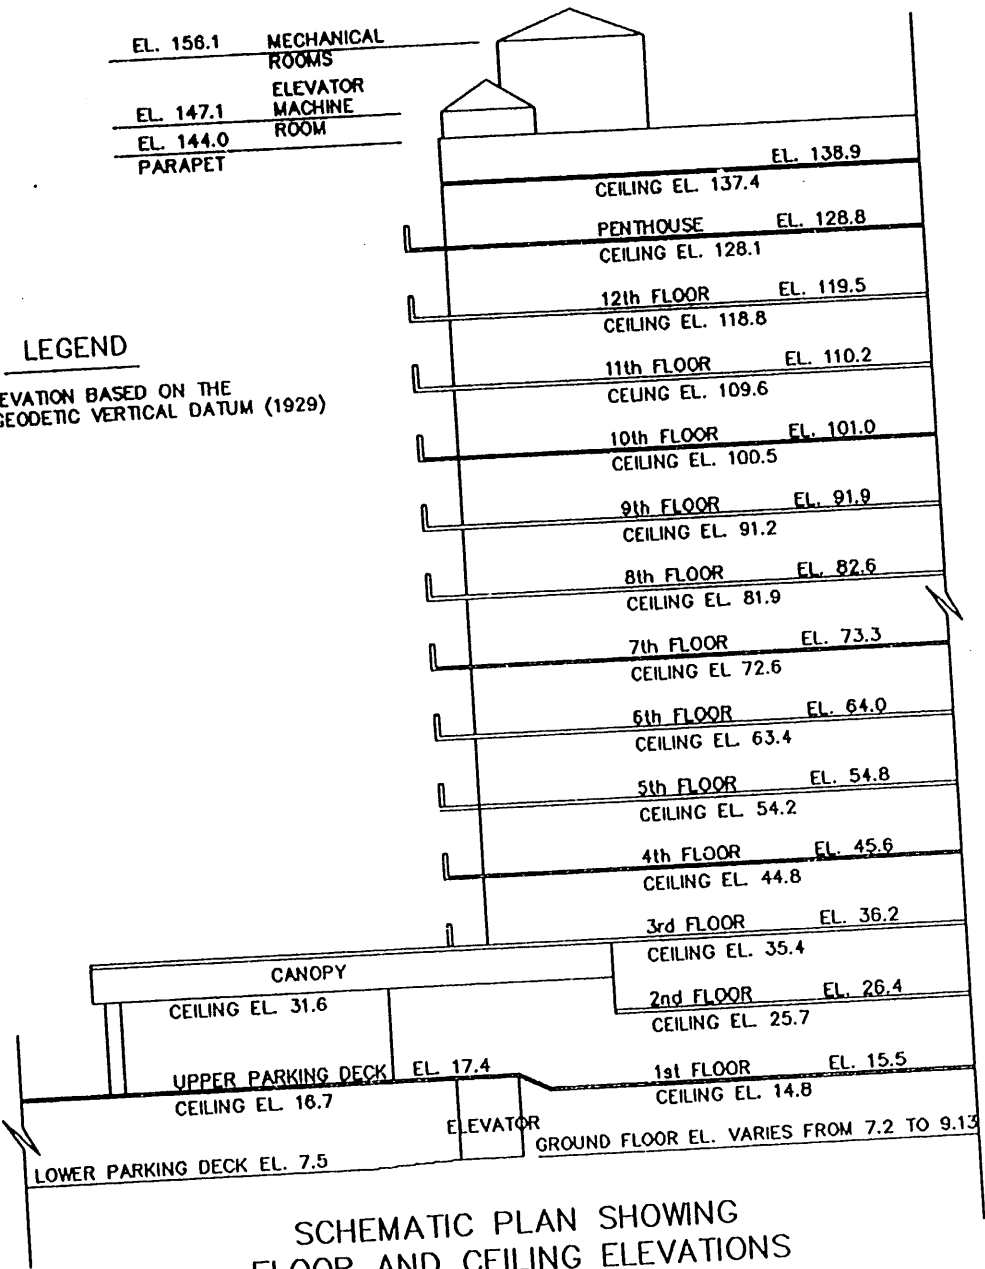 EL. 156.1 MECHANICAL
ROOMS
ELEVATOR
EL. 147.1 MACHINE
EL. 144.0 ROOM
PARAPET
EL. 138.9
CEILING EL. 137.4
PENTHOUSE EL. 128.8
CEILING EL. 128.1
12th FLOOR EL. 119.5
CEILING EL. 118.8
LEGEND
EVATION BASED ON THE
GEODETIC VERTICAL DATUM (1929)
11th FLOOR EL. 110.2
CEILING EL. 109.6
10th FLOOR EL. 101.0
CEILING EL. 100.5
9th FLOOR EL. 91.9
CEILING EL. 91.2
8th FLOOR EL. 82.6
CEILING EL. 81.9
7th FLOOR EL. 73.3
CEILING EL 72.6
6th FLOOR EL. 64.0
CEILING EL. 63.4
5th FLOOR EL. 54.8
CEILING EL. 54.2
4th FLOOR EL. 45.6
CEILING EL. 44.8
3rd FLOOR EL. 36.2
CEILING EL. 35.4
CANOPY
CEILING EL. 31.6
2nd FLOOR EL. 26.4
CEILING EL. 25.7
UPPER PARKING DECK EL. 17.4
CEILING EL. 16.7
1st FLOOR EL. 15.5
CEILING EL. 14.8
ELEVATOR
GROUND FLOOR EL. VARIES FROM 7.2 TO 9.13
LOWER PARKING DECK EL. 7.5
SCHEMATIC PLAN SHOWING
FLOOR AND CEILING ELEVATIONS